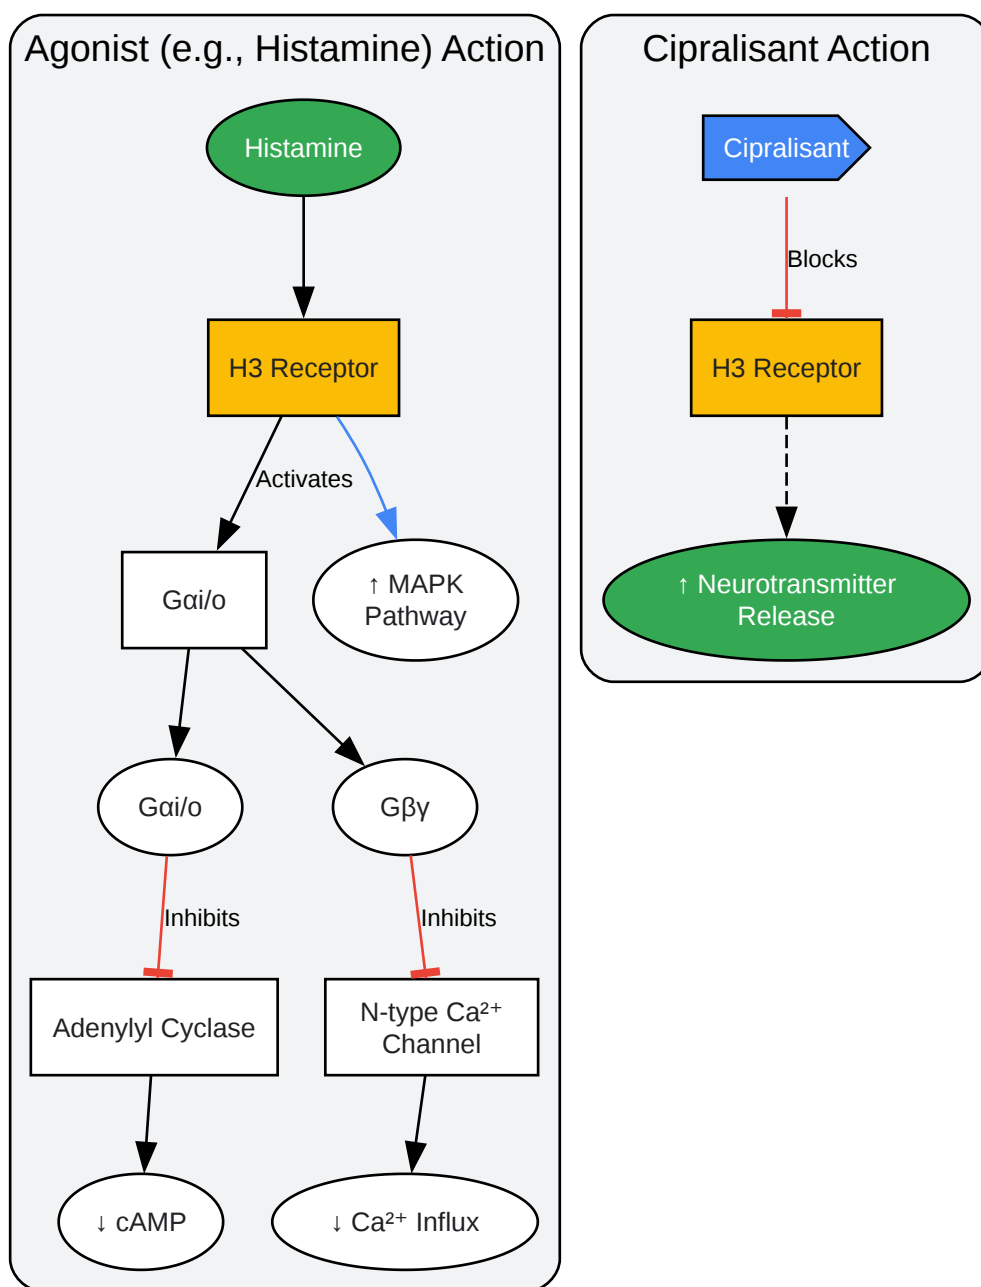 Agonist (e.g., Histamine) Action
Histamine
H3 Receptor
Activates
Gαi/o
↑ MAPK
Pathway
Gαi/o
Gβγ
Inhibits
Inhibits
Adenylyl Cyclase
N-type Ca²⁺
Channel
↓ cAMP
↓ Ca²⁺ Influx
Cipralisant Action
Cipralisant
Blocks
H3 Receptor
↑ Neurotransmitter
Release